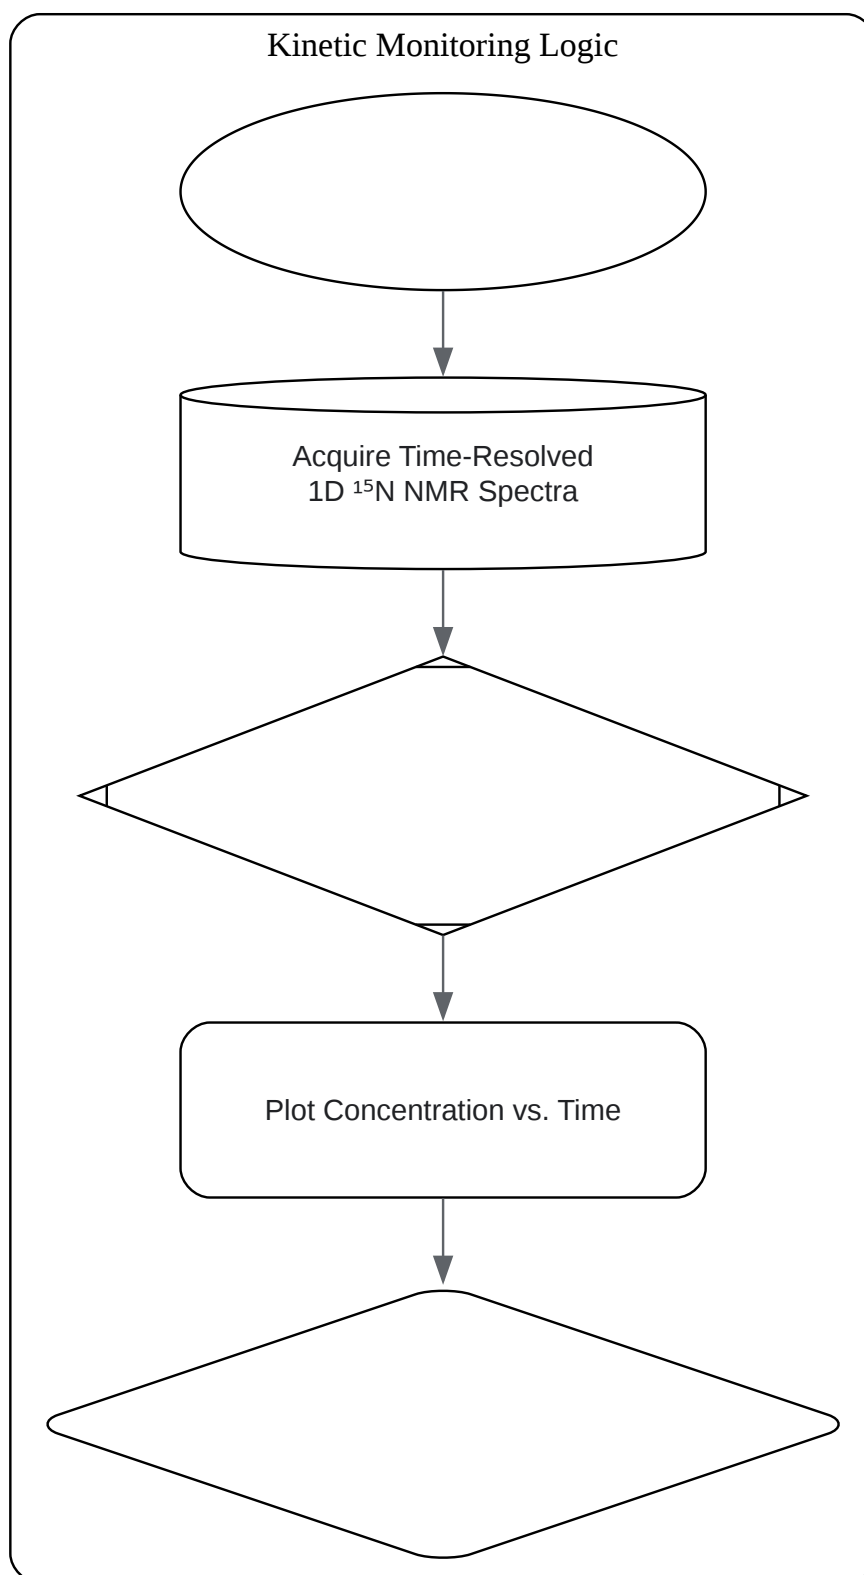 Kinetic Monitoring Logic
Acquire Time-Resolved
1D ¹⁵N NMR Spectra
Plot Concentration vs. Time